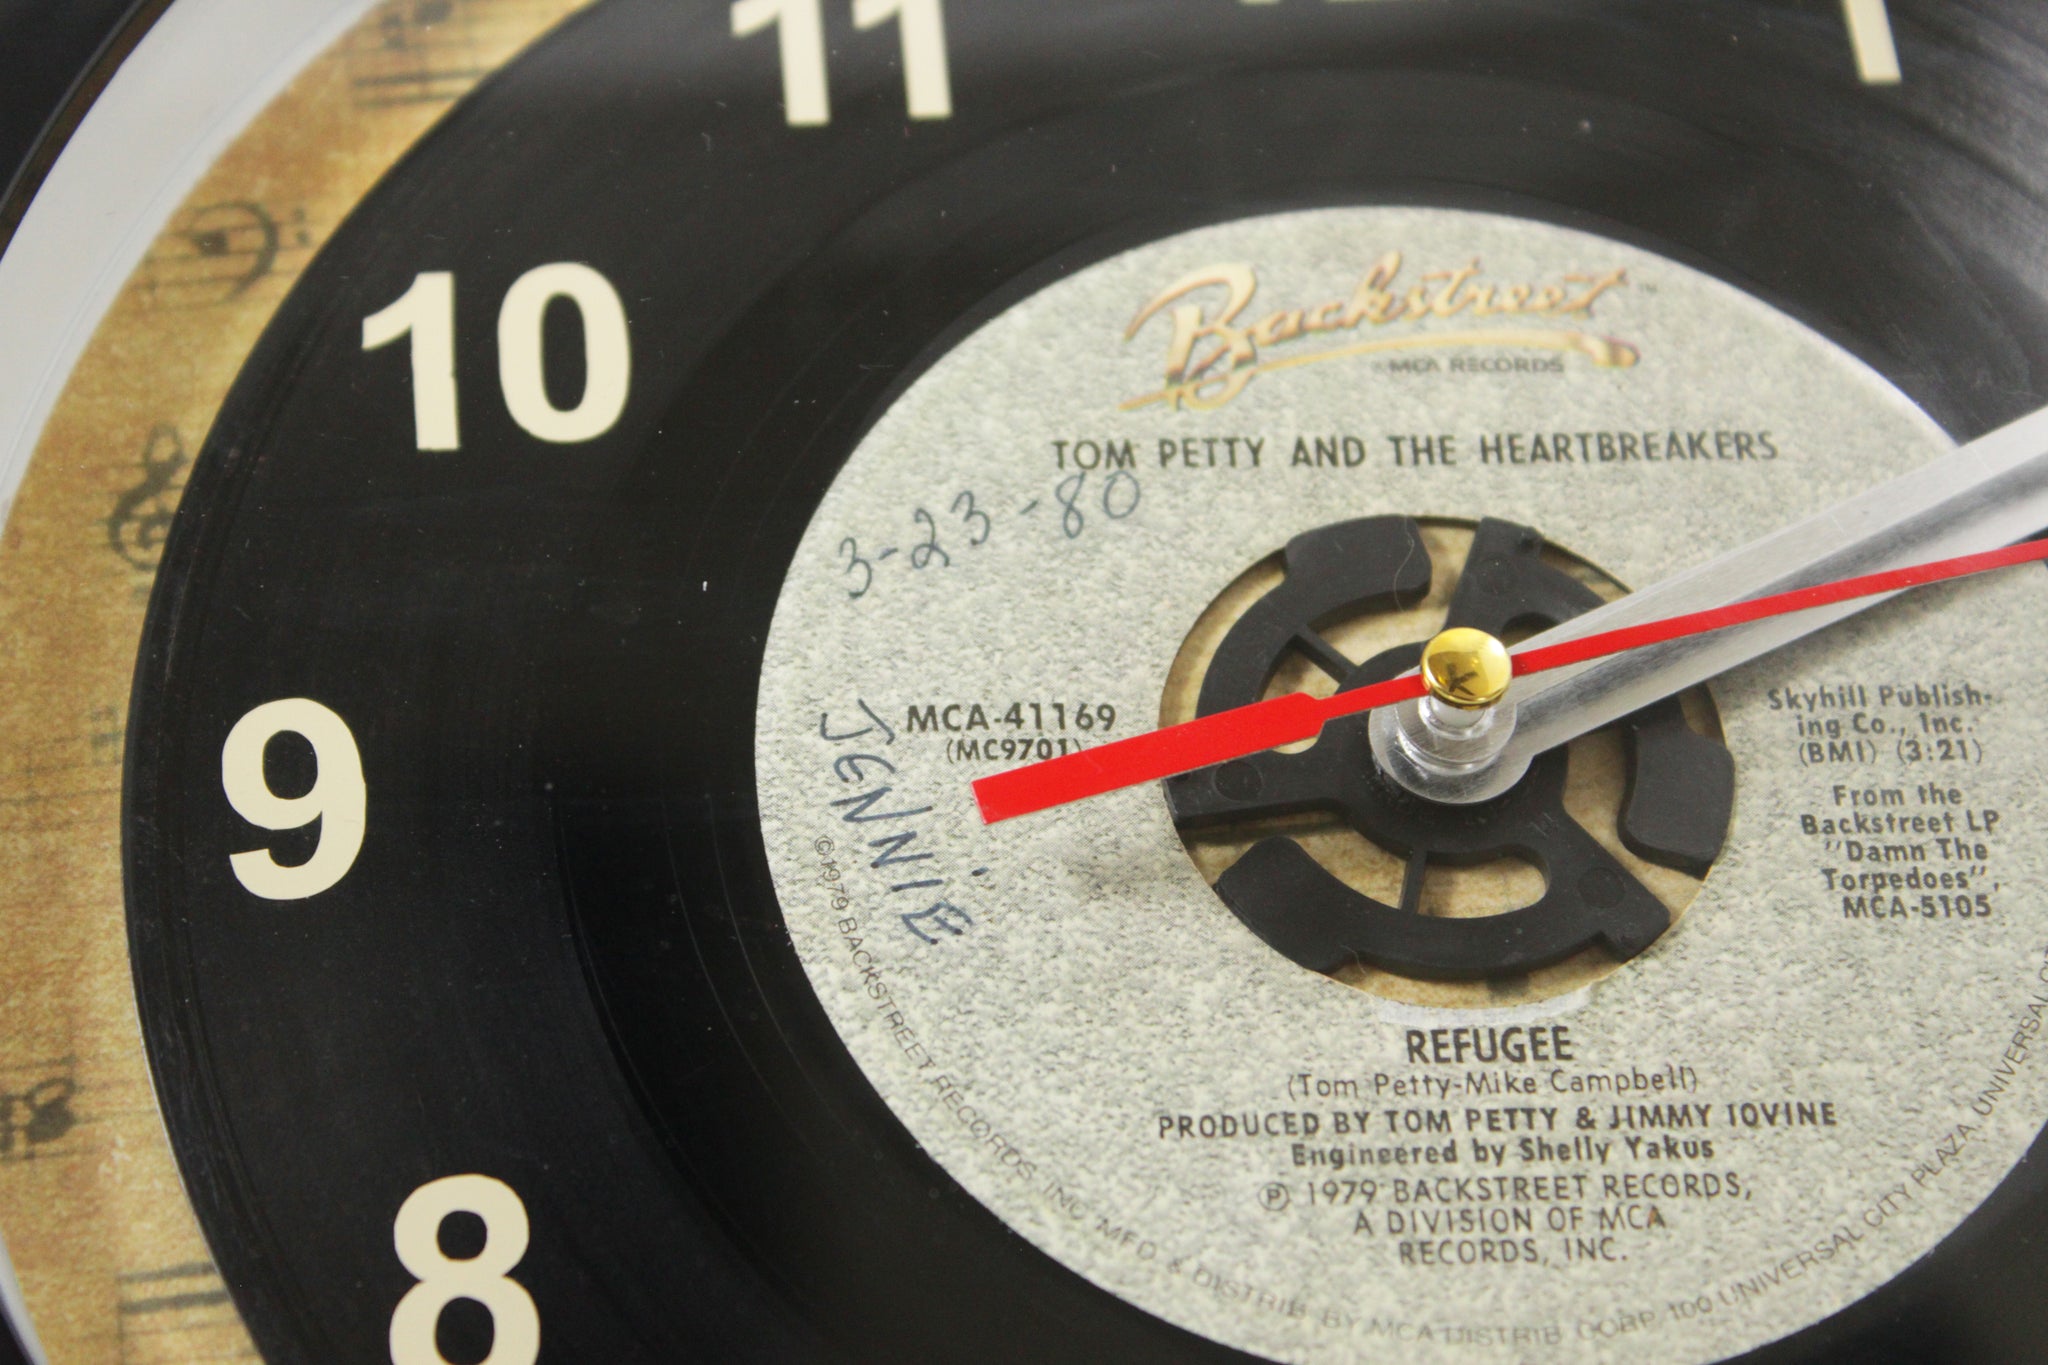 11
1
10
9
8
Backstreet™
MCA RECORDS
TOM PETTY AND THE HEARTBREAKERS
3-23-80
MCA-41169
(MC9701)
JENNIE
Skyhill Publish-
ing Co., Inc.
(BMI) (3:21)
From the
Backstreet LP
"Damn The
Torpedoes",
MCA-5105
REFUGEE
(Tom Petty-Mike Campbell)
PRODUCED BY TOM PETTY & JIMMY IOVINE
Engineered by Shelly Yakus
℗ 1979 BACKSTREET RECORDS,
A DIVISION OF MCA
RECORDS, INC.
©1979 BACKSTREET RECORDS, INC. MFD. & DISTRIB. BY MCA DISTRIB. CORP. 100 UNIVERSAL CITY PLAZA, UNIVERSAL
K